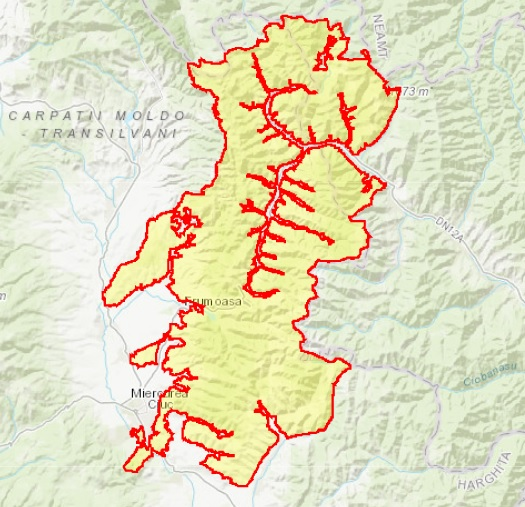 NEAMT
73 m
CARPATII MOLDO
- TRANSILVANI
DN12A
m
Frumoasa
Ciobanasu
Miercurea
Ciuc
HARGHITA